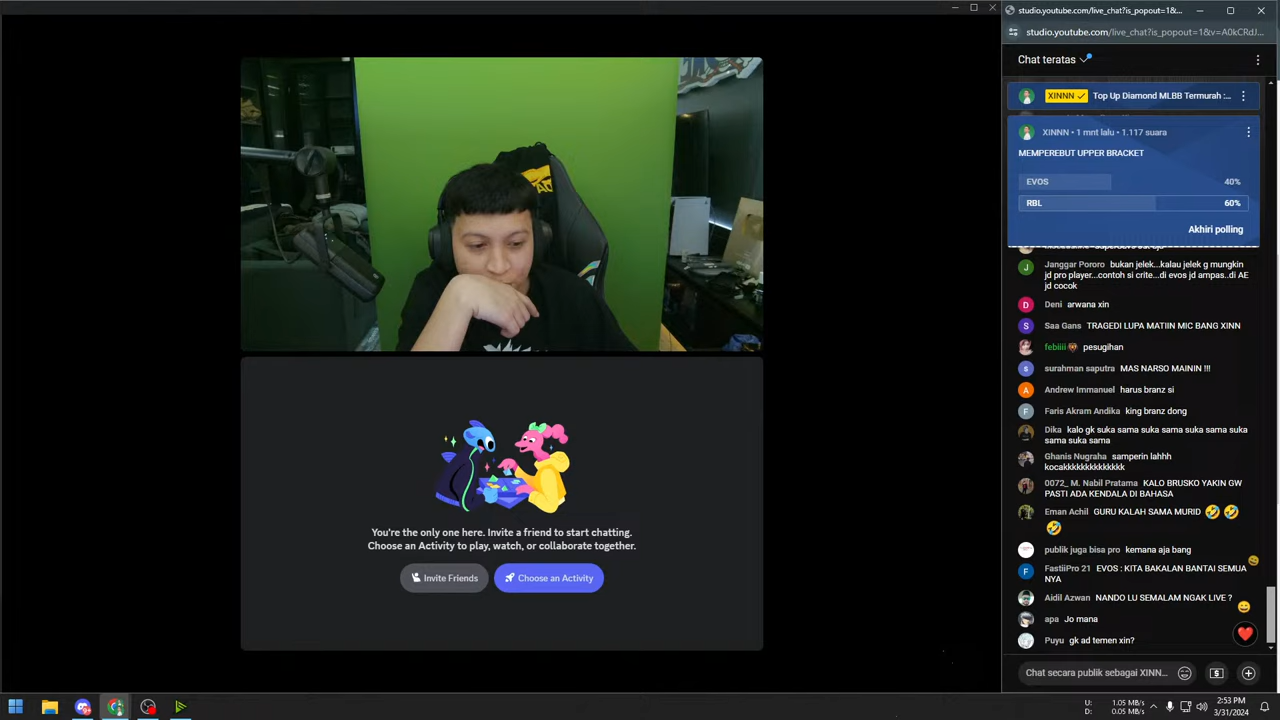 studio.youtube.com/live_chat?is_popout=1&...
studio.youtube.com/live_chat?is_popout=1&v=A0kCRdJ...
Chat teratas
XINNN Top Up Diamond MLBB Termurah :...
XINNN • 1 mnt lalu • 1.117 suara
MEMPEREBUT UPPER BRACKET
EVOS 40%
RBL 60%
Akhiri polling
Janggar Pororo bukan jelek...kalau jelek g mungkin
jd pro player...contoh si crite...di evos jd ampas..di AE
jd cocok
Deni arwana xin
Saa Gans TRAGEDI LUPA MATIIN MIC BANG XINN
febiiii🦁 pesugihan
surahman saputra MAS NARSO MAININ !!!
Andrew Immanuel harus branz si
Faris Akram Andika king branz dong
Dika kalo gk suka sama suka sama suka sama suka
sama suka sama
Ghanis Nugraha samperin lahhh
kocakkkkkkkkkkkkk
0072_ M. Nabil Pratama KALO BRUSKO YAKIN GW
PASTI ADA KENDALA DI BAHASA
Eman Achil GURU KALAH SAMA MURID 🤣 🤣
🤣
publik juga bisa pro kemana aja bang
FastiiPro 21 EVOS : KITA BAKALAN BANTAI SEMUA
NYA
Aidil Azwan NANDO LU SEMALAM NGAK LIVE ?
apa Jo mana
Puyu gk ad temen xin?
Chat secara publik sebagai XINN...
You're the only one here. Invite a friend to start chatting.
Choose an Activity to play, watch, or collaborate together.
Invite Friends
Choose an Activity
U: 1.05 MB/s
D: 0.05 MB/s
2:53 PM
3/31/2024